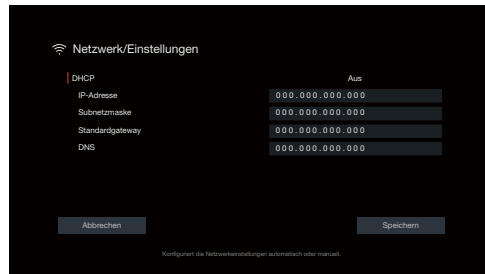 Netzwerk/Einstellungen
DHCP Aus
IP-Adresse 000.000.000.000
Subnetzmaske 000.000.000.000
Standardgateway 000.000.000.000
DNS 000.000.000.000
Abbrechen Speichern
Konfiguriert die Netzwerkeinstellungen automatisch oder manuell.